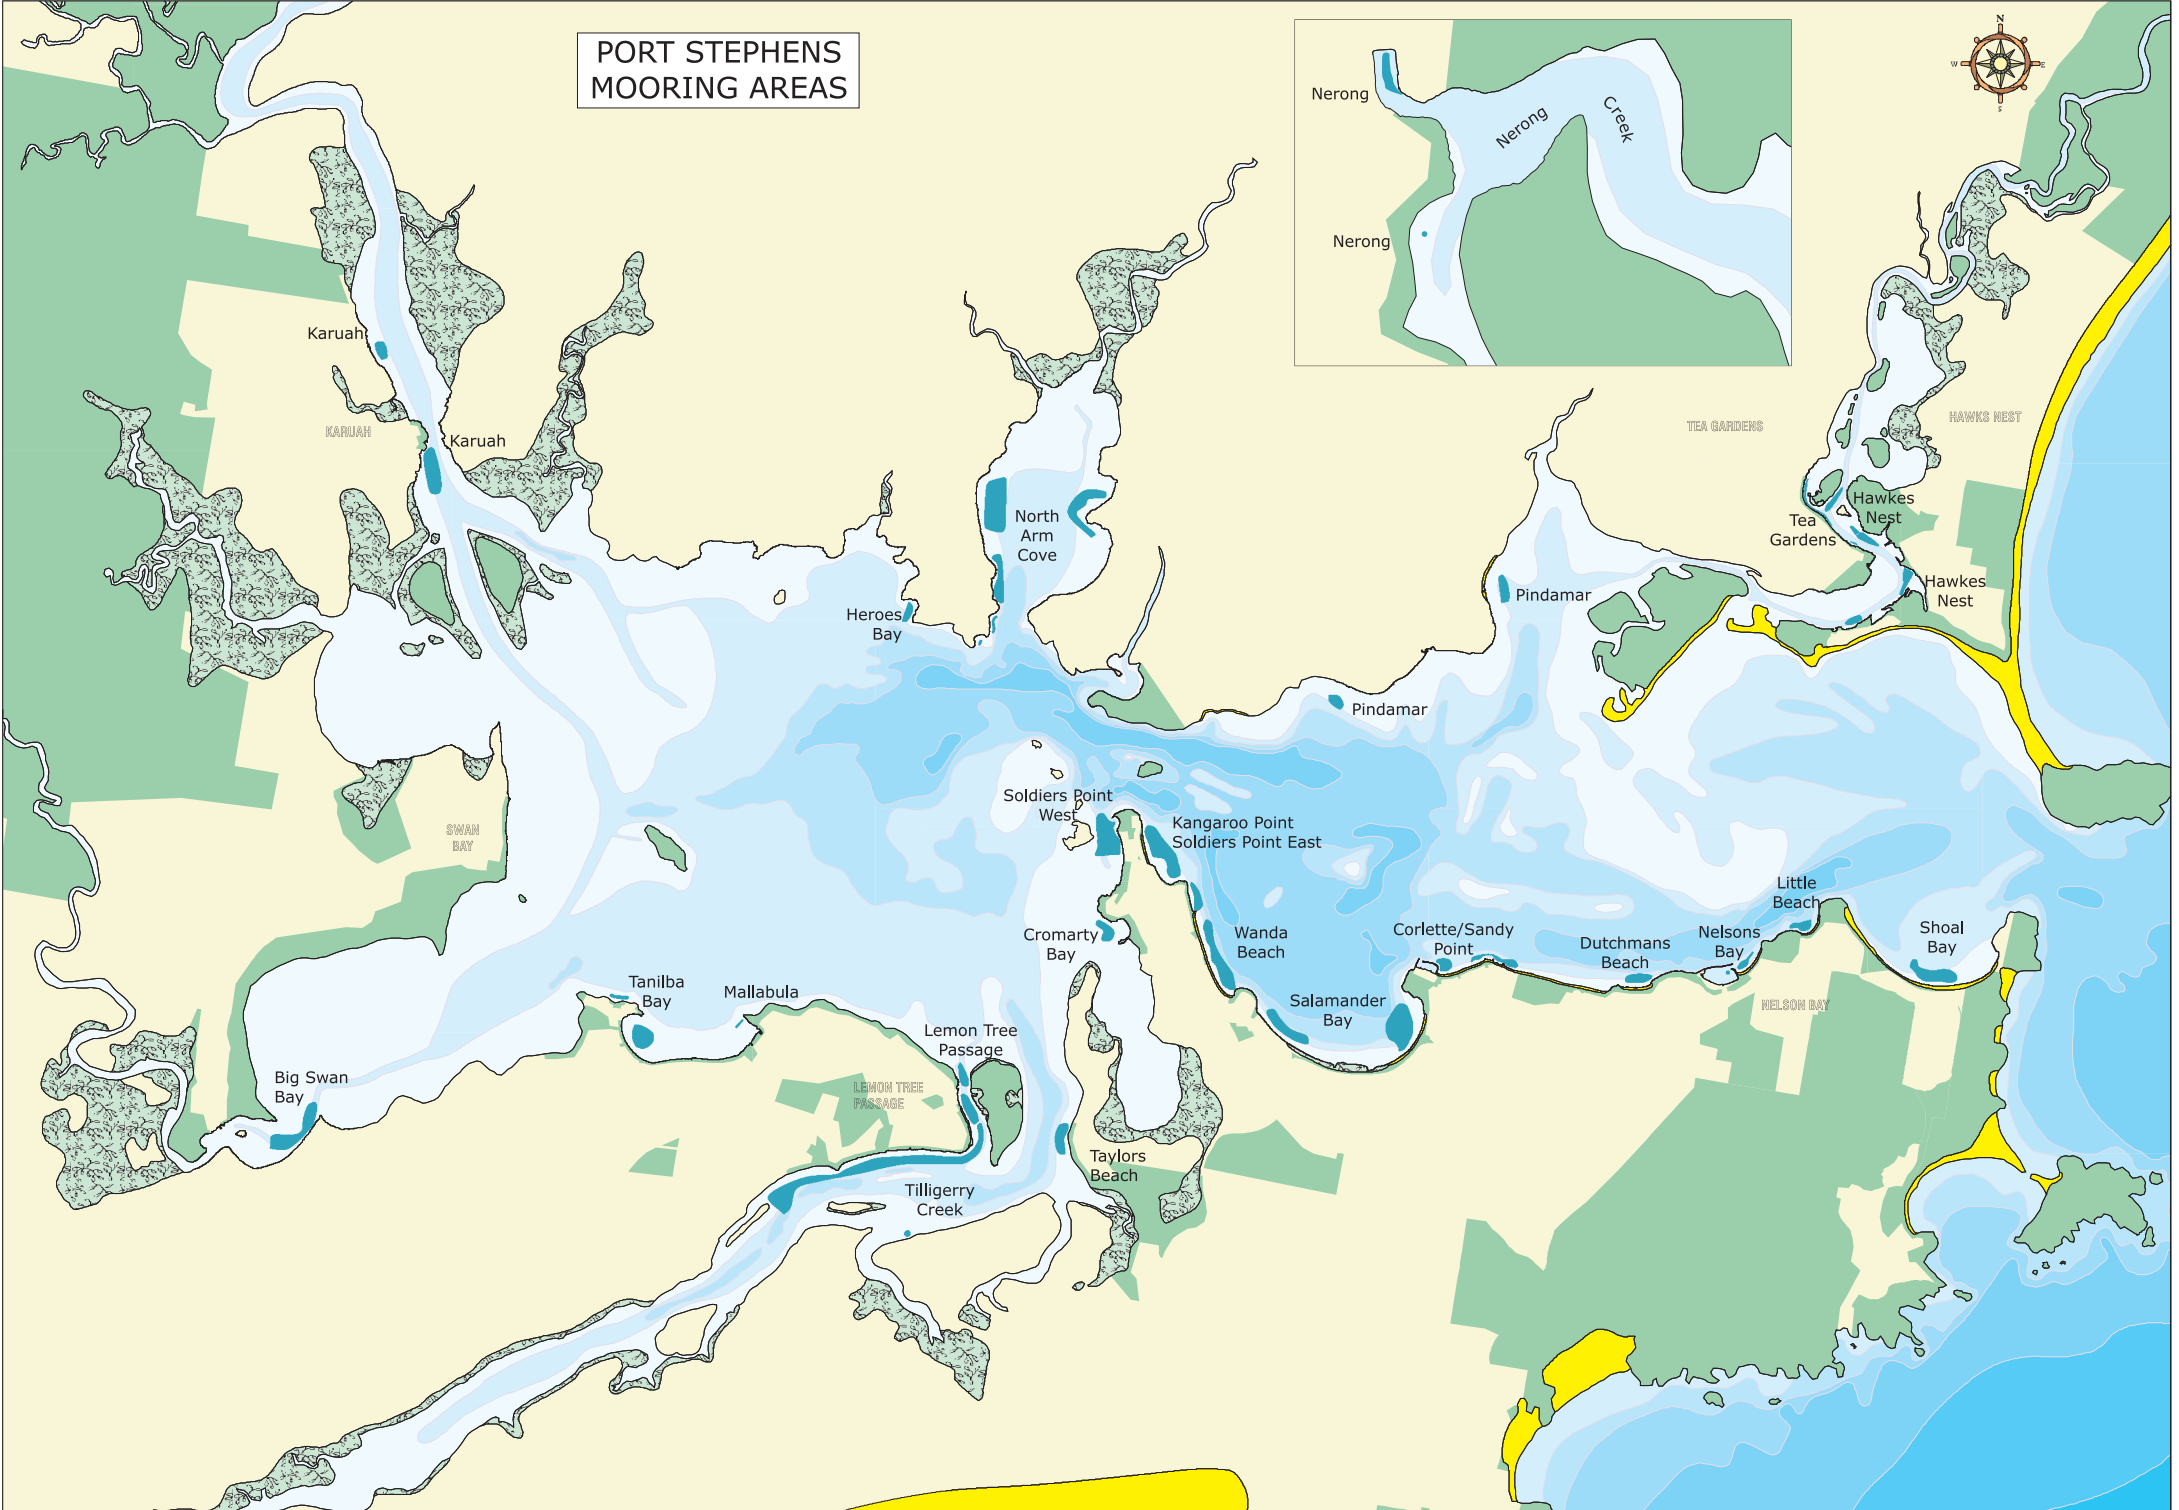 PORT STEPHENS
MOORING AREAS
N
W
E
S
Nerong
Nerong
Creek
Nerong
Karuah
KARUAH
Karuah
TEA GARDENS
HAWKS NEST
Hawkes
Nest
Tea
Gardens
North
Arm
Cove
Hawkes
Nest
Pindamar
Heroes
Bay
Pindamar
Soldiers Point
West
Kangaroo Point
Soldiers Point East
SWAN
BAY
Little
Beach
Cromarty
Bay
Wanda
Beach
Corlette/Sandy
Point
Dutchmans
Beach
Nelsons
Bay
Shoal
Bay
Tanilba
Bay
Mallabula
Salamander
Bay
NELSON BAY
Lemon Tree
Passage
Big Swan
Bay
LEMON TREE
PASSAGE
Taylors
Beach
Tilligerry
Creek